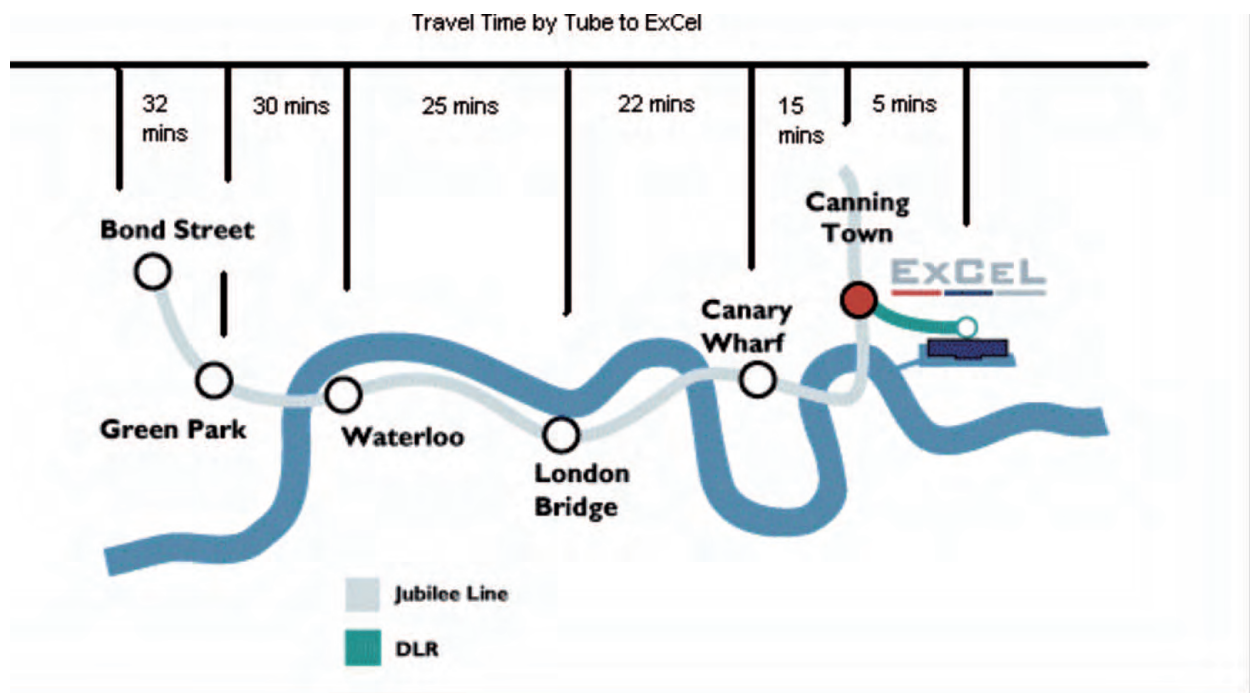 Travel Time by Tube to ExCel
32
mins
30 mins
25 mins
22 mins
15
mins
5 mins
Bond Street
Canning
Town
EXCEL
Canary
Wharf
Green Park
Waterloo
London
Bridge
Jubilee Line
DLR